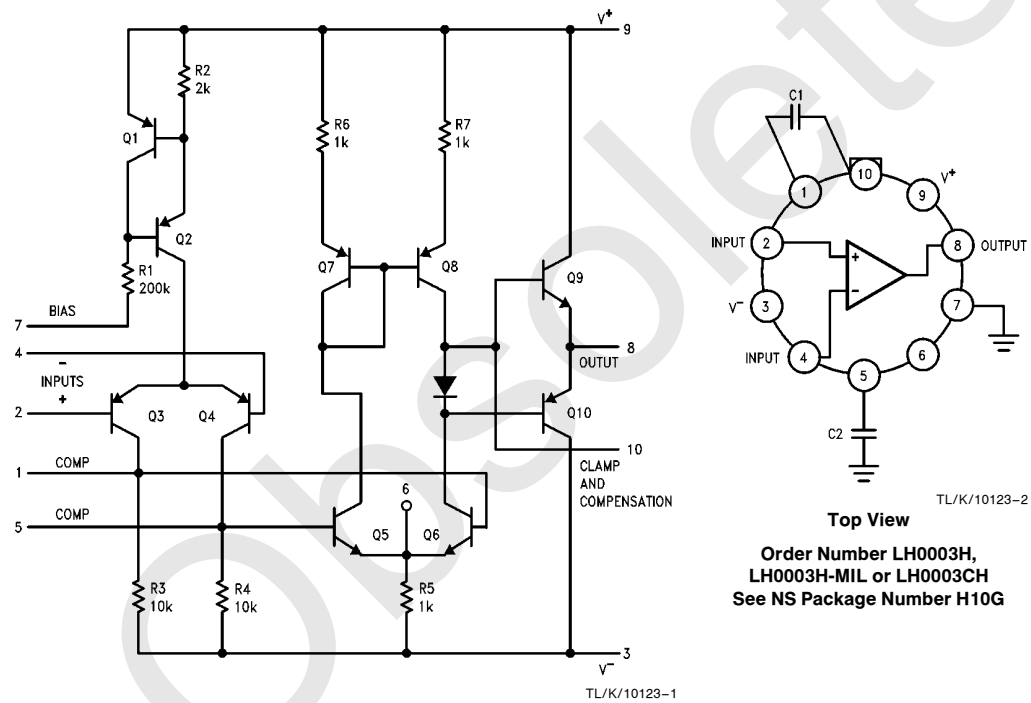 V+ 9
R2
2k
Q1
R6
1k
R7
1k
Q2
R1
200k
Q7
Q8
Q9
7 BIAS
4
-
INPUTS
+
2
8
OUTUT
Q3
Q4
Q10
1 COMP
10
CLAMP
AND
COMPENSATION
5 COMP
6
Q5
Q6
R3
10k
R4
10k
R5
1k
V- 3
TL/K/10123-1
C1
1
10
9
V+
INPUT 2
+
-
8 OUTPUT
V- 3
7
INPUT 4
5
6
C2
TL/K/10123-2
Top View
Order Number LH0003H,
LH0003H-MIL or LH0003CH
See NS Package Number H10G
Obsolete